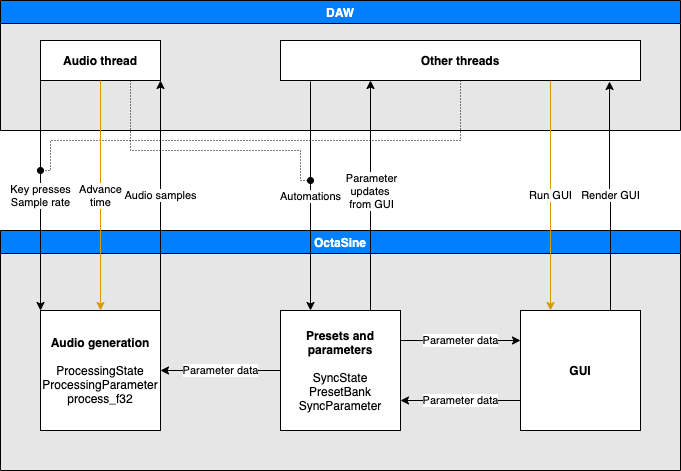 DAW
Audio thread
Other threads
Key presses
Sample rate
Advance
time
Audio samples
Automations
Parameter
updates
from GUI
Run GUI
Render GUI
OctaSine
Audio generation
ProcessingState
ProcessingParameter
process_f32
Parameter data
Presets and
parameters
SyncState
PresetBank
SyncParameter
Parameter data
Parameter data
GUI